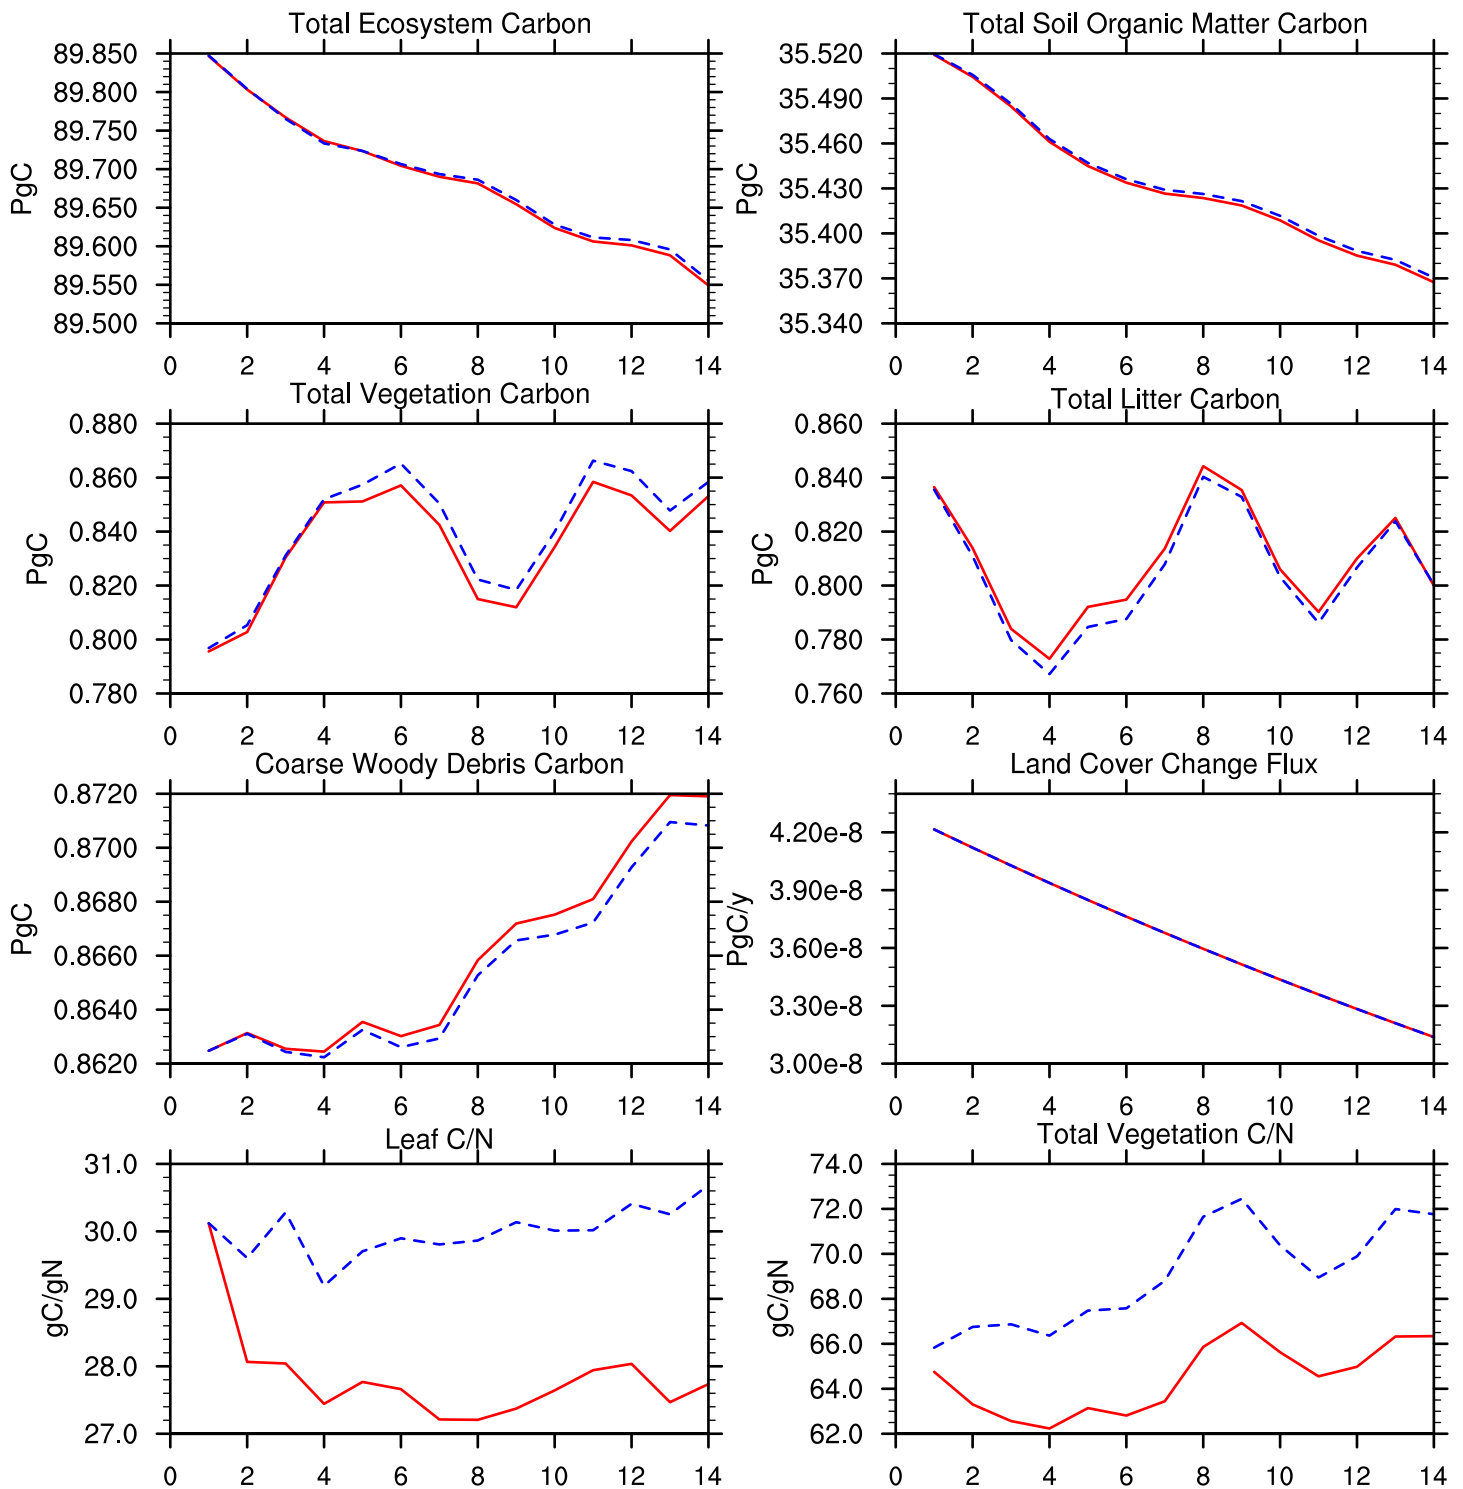 Total Ecosystem Carbon
89.850
89.800
89.750
89.700
89.650
89.600
89.550
89.500
PgC
0 2 4 6 8 10 12 14
Total Soil Organic Matter Carbon
35.520
35.490
35.460
35.430
35.400
35.370
35.340
PgC
0 2 4 6 8 10 12 14
Total Vegetation Carbon
0.880
0.860
0.840
0.820
0.800
0.780
PgC
0 2 4 6 8 10 12 14
Total Litter Carbon
0.860
0.840
0.820
0.800
0.780
0.760
PgC
0 2 4 6 8 10 12 14
Coarse Woody Debris Carbon
0.8720
0.8700
0.8680
0.8660
0.8640
0.8620
PgC
0 2 4 6 8 10 12 14
Land Cover Change Flux
4.20e-8
3.90e-8
3.60e-8
3.30e-8
3.00e-8
PgC/y
0 2 4 6 8 10 12 14
Leaf C/N
31.0
30.0
29.0
28.0
27.0
gC/gN
0 2 4 6 8 10 12 14
Total Vegetation C/N
74.0
72.0
70.0
68.0
66.0
64.0
62.0
gC/gN
0 2 4 6 8 10 12 14